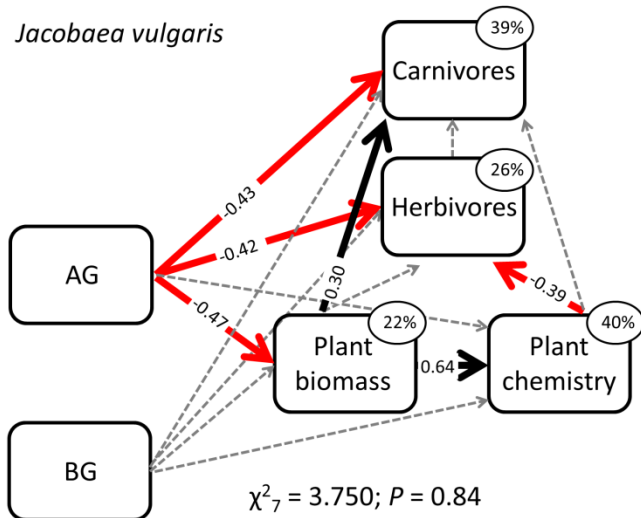 Jacobaea vulgaris
39%
Carnivores
26%
Herbivores
-0.43
-0.42
AG
-0.47
0.30
-0.39
22%
Plant
biomass
0.64
40%
Plant
chemistry
BG
χ²₇ = 3.750; P = 0.84